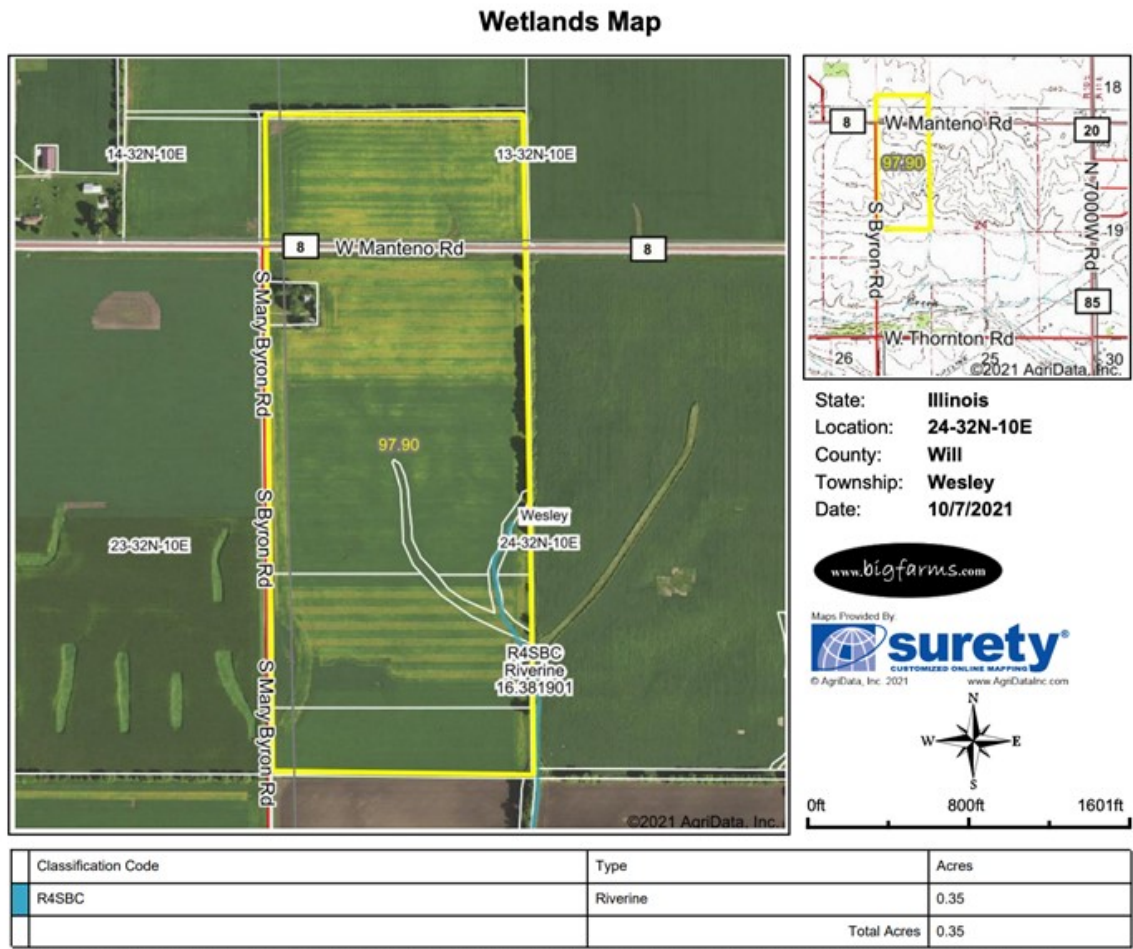 Wetlands Map
14-32N-10E
13-32N-10E
8
W Manteno Rd
8
S Mary Byron Rd
97.90
S Byron Rd
Wesley
24-32N-10E
23-32N-10E
R4SBC
Riverine
16.381901
S Mary Byron Rd
©2021 AgriData, Inc.
18
8
W Manteno Rd
20
97.90
S Byron Rd
N 7000W Rd
24
19
85
W Thornton Rd
26
25
30
©2021 AgriData, Inc.
State: Illinois
Location: 24-32N-10E
County: Will
Township: Wesley
Date: 10/7/2021
www.bigfarms.com
Maps Provided By:
surety®
CUSTOMIZED ONLINE MAPPING
© AgriData, Inc. 2021 www.AgriDataInc.com
N
W E
S
0ft 800ft 1601ft
Classification Code Type Acres
R4SBC Riverine 0.35
Total Acres 0.35